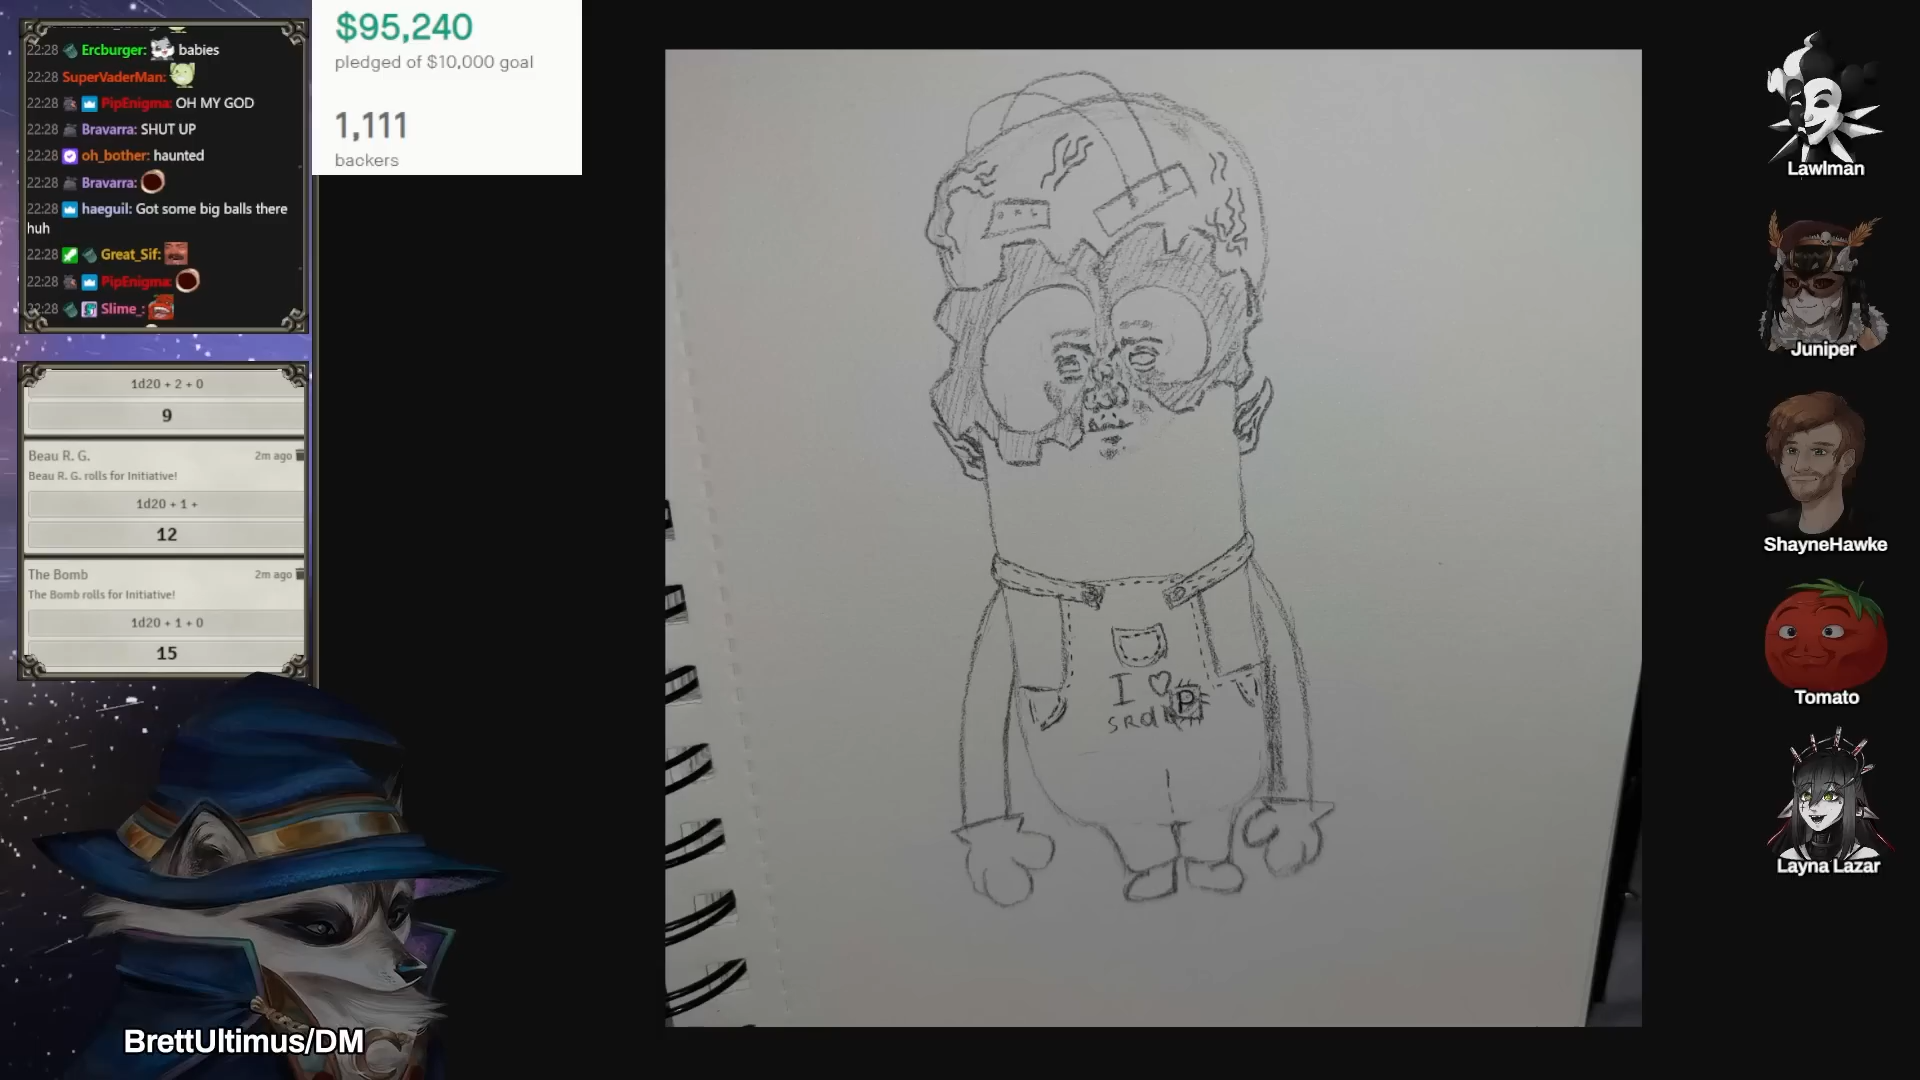 22:28 Ercburger: babies
22:28 SuperVaderMan:
22:28 PipEnigma: OH MY GOD
22:28 Bravarra: SHUT UP
22:28 oh_bother: haunted
22:28 Bravarra:
22:28 haeguil: Got some big balls there
huh
22:28 Great_Sif:
22:28 PipEnigma:
22:28 Slime_:
$95,240
pledged of $10,000 goal
1,111
backers
1d20 + 2 + 0
9
Beau R. G. 2m ago
Beau R. G. rolls for Initiative!
1d20 + 1 +
12
The Bomb 2m ago
The Bomb rolls for Initiative!
1d20 + 1 + 0
15
BrettUltimus/DM
I ♡
P
Lawlman
Juniper
ShayneHawke
Tomato
Layna Lazar